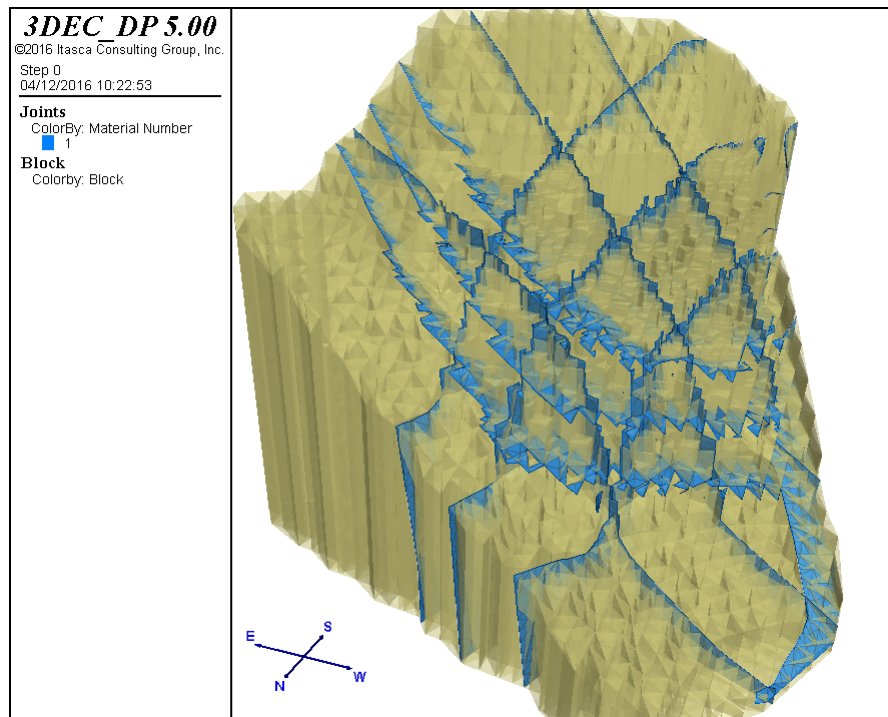 3DEC_DP 5.00
©2016 Itasca Consulting Group, Inc.
Step 0
04/12/2016 10:22:53
Joints
ColorBy: Material Number
1
Block
Colorby: Block
S
E
W
N